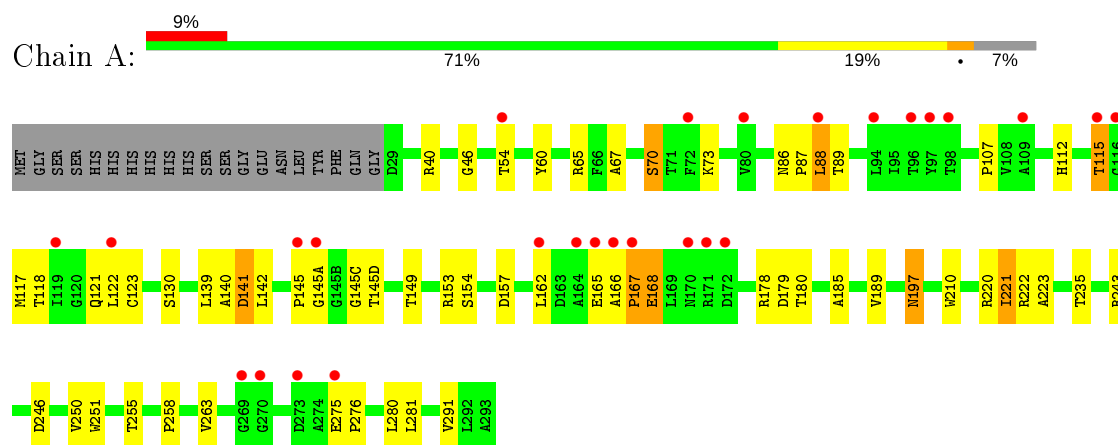 9%
Chain A:
71% 19% • 7%
MET GLY SER SER HIS HIS HIS HIS HIS HIS SER SER GLY GLU ASN LEU TYR PHE GLN GLY D29 R40 G46 T54 Y60 R65 F66 A67 S70 T71 F72 K73 V80 N86 P87 L88 T89 L94 I95 T96 Y97 T98 P107 V108 A109 H112 T115
M117 T118 I119 G120 Q121 L122 C123 S130 L139 A140 D141 L142 P145 G145A G145B G145C T145D T149 R153 S154 D157 L162 D163 A164 E165 A166 P167 E168 L169 N170 R171 D172 R178 D179 T180 A185 V189 N197 W210 R220 I221 R222 A223 T235
D246 V250 W251 T255 P258 V263 G269 G270 D273 A274 E275 P276 L280 L281 V291 L292 A293